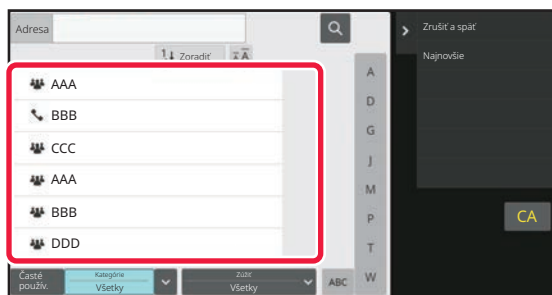 Adresa
Zrušiť a späť
Zoradiť
Najnovšie
AAA
BBB
CCC
AAA
BBB
DDD
A
D
G
J
M
P
T
W
CA
Časté použív.
Kategórie
Všetky
Zúžiť
Všetky
ABC